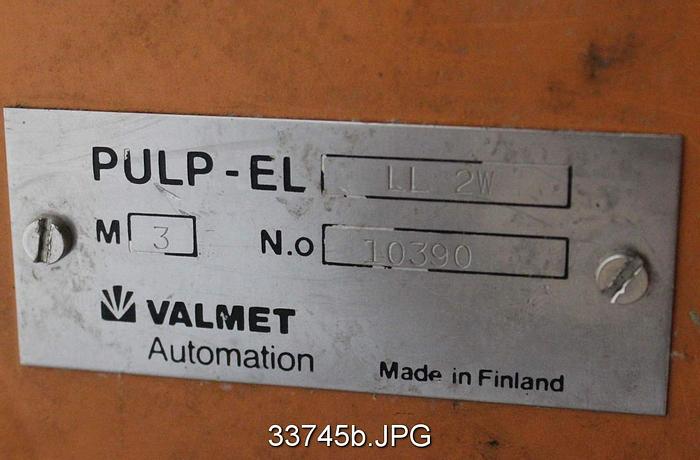 PULP-EL LL 2W
M 3 N.o 10390
VALMET
Automation
Made in Finland
33745b.JPG